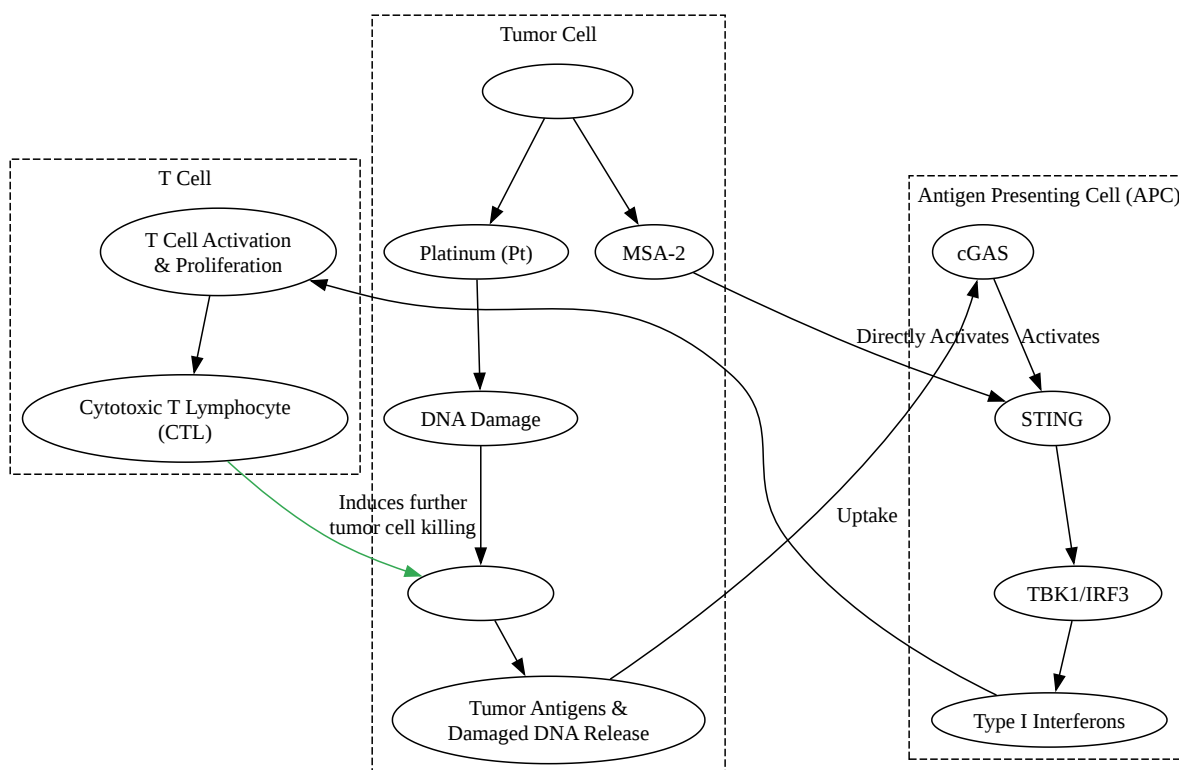 Tumor Cell
T Cell
Antigen Presenting Cell (APC)
T Cell Activation
& Proliferation
Platinum (Pt)
MSA-2
cGAS
Directly Activates
Activates
Cytotoxic T Lymphocyte
(CTL)
DNA Damage
STING
Induces further
tumor cell killing
Uptake
TBK1/IRF3
Tumor Antigens &
Damaged DNA Release
Type I Interferons